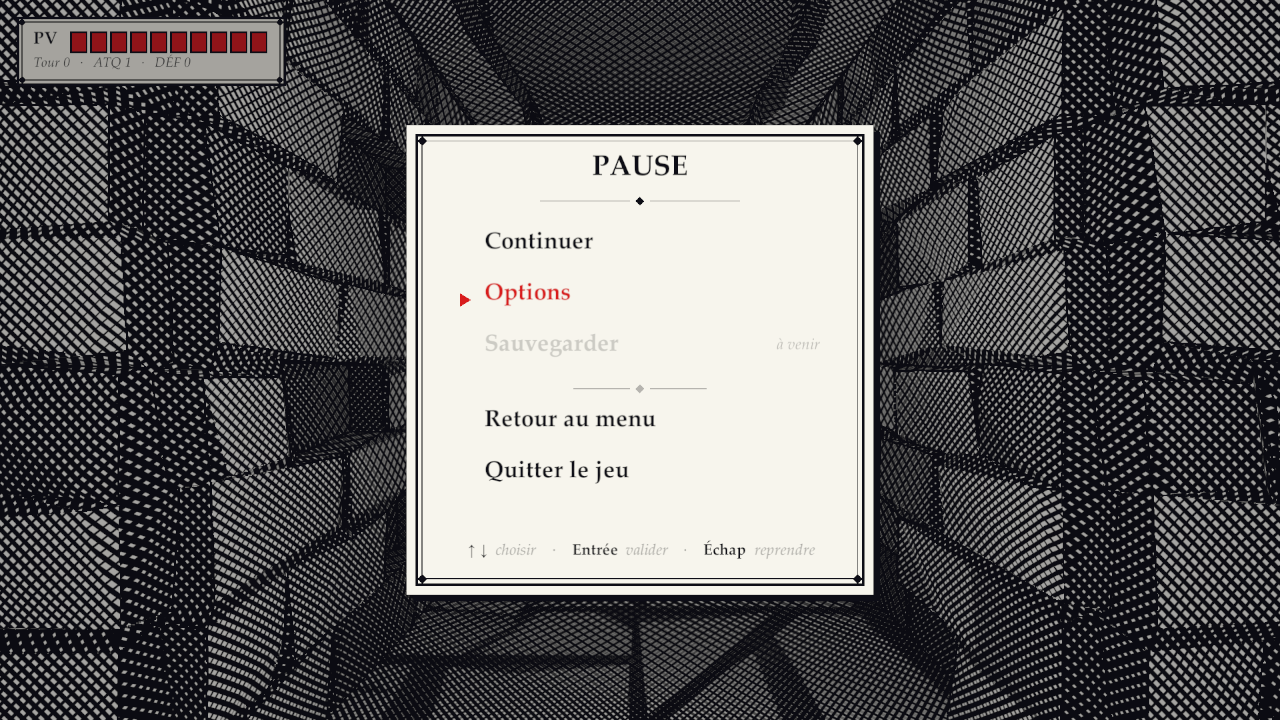 PV
Tour 0 · ATQ 1 · DÉF 0
PAUSE
Continuer
Options
Sauvegarder à venir
Retour au menu
Quitter le jeu
↑↓ choisir · Entrée valider · Échap reprendre